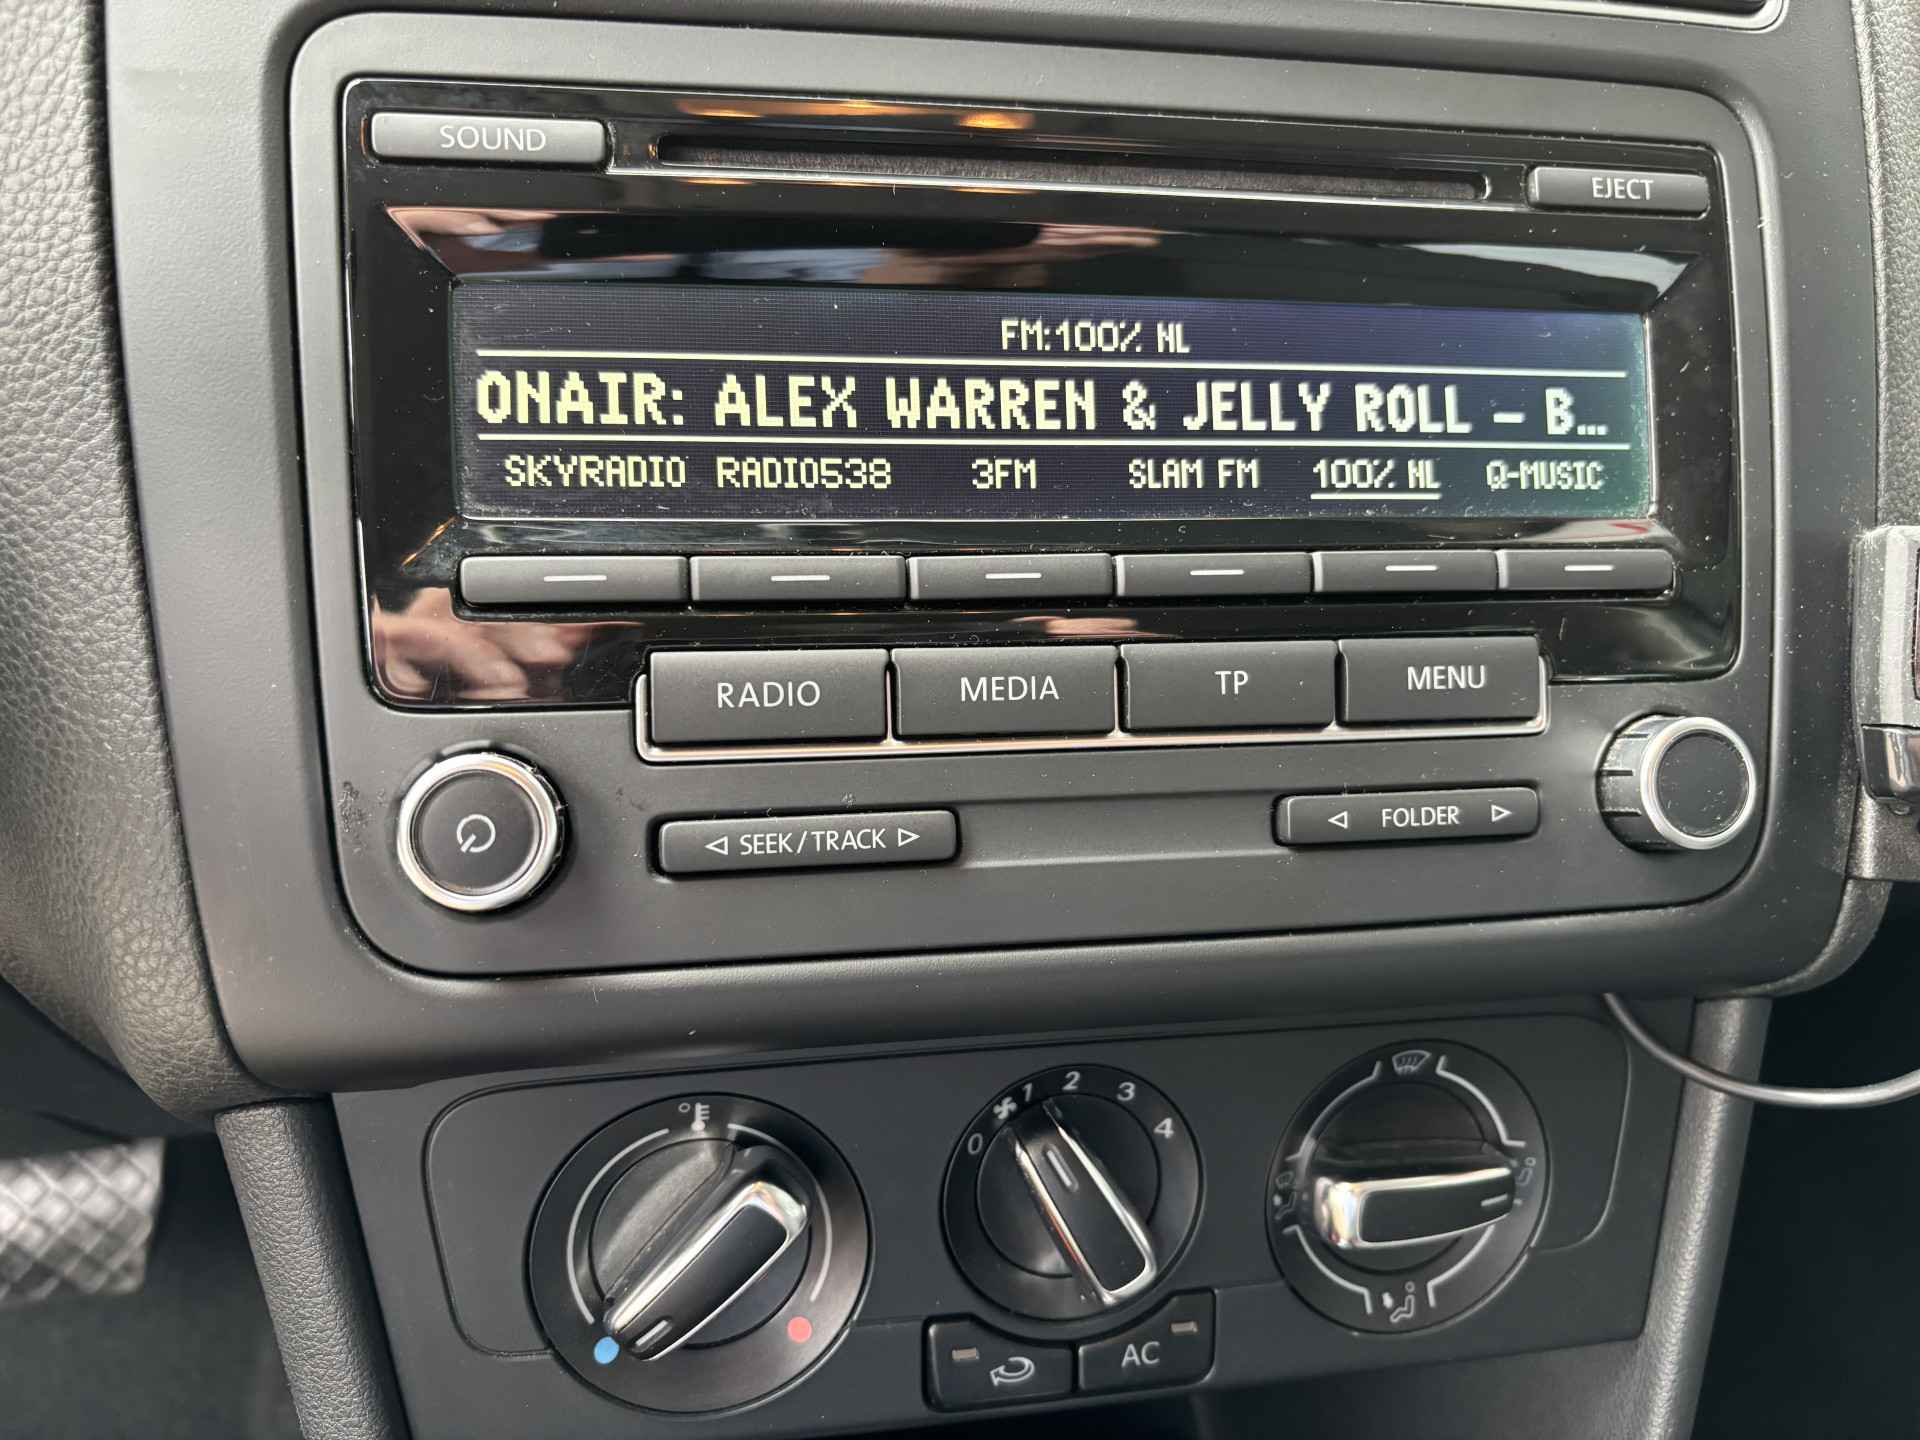 SOUND
EJECT
FM:100% NL
ONAIR: ALEX WARREN & JELLY ROLL - B...
SKYRADIO RADIO538 3FM SLAM FM 100% NL Q-MUSIC
RADIO MEDIA TP MENU
SEEK/TRACK
FOLDER
0 1 2 3 4
AC